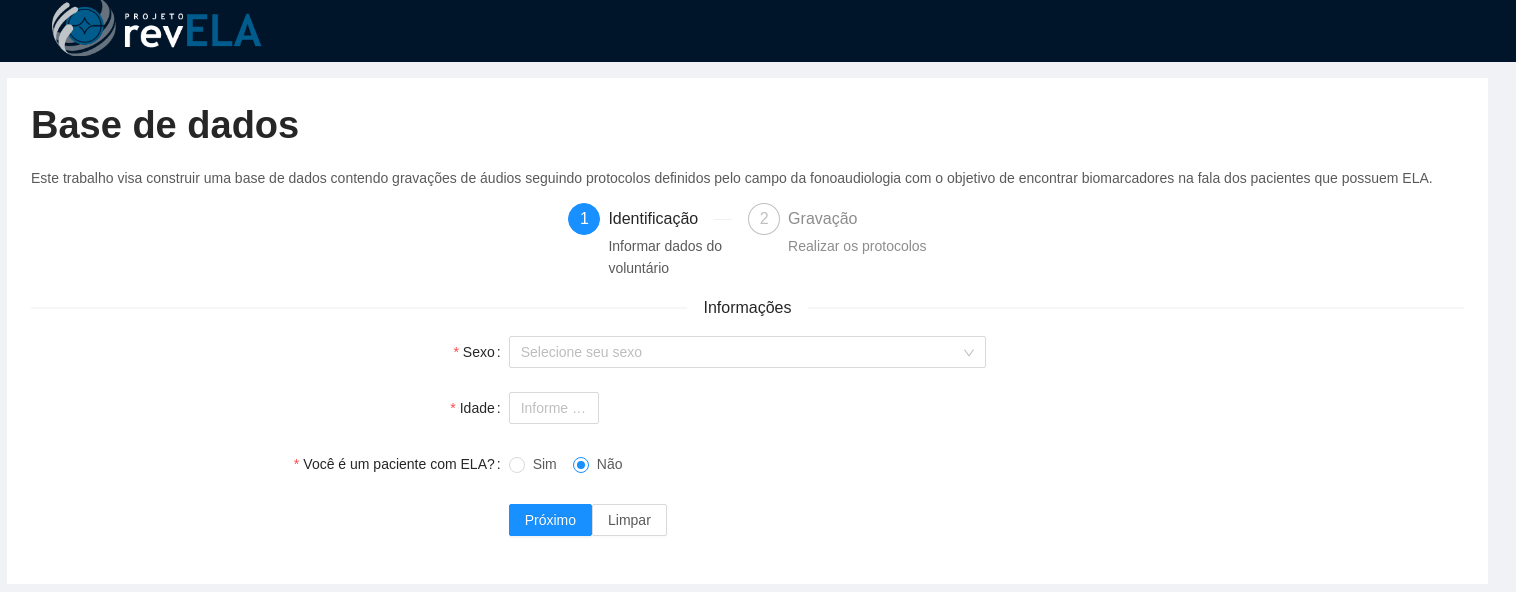 PROJETO
revELA
Base de dados
Este trabalho visa construir uma base de dados contendo gravações de áudios seguindo protocolos definidos pelo campo da fonoaudiologia com o objetivo de encontrar biomarcadores na fala dos pacientes que possuem ELA.
1 Identificação
Informar dados do
voluntário
2 Gravação
Realizar os protocolos
Informações
* Sexo: Selecione seu sexo
* Idade: Informe ...
* Você é um paciente com ELA?: Sim Não
Próximo Limpar